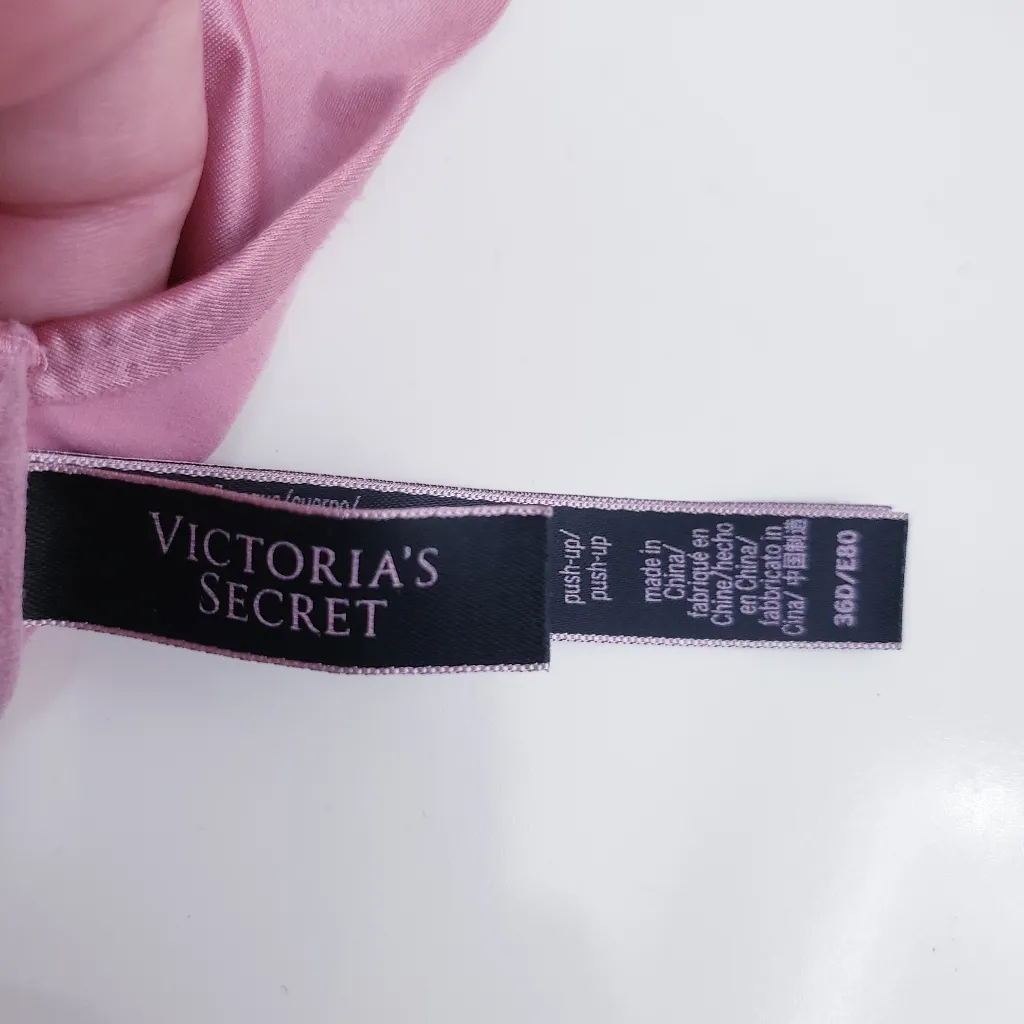 VICTORIA'S
SECRET
push-up/
push-up
made in
China/
fabriqué en
Chine/hecho
en China/
fabbricato in
Cina/ 中国制造
36D/E80